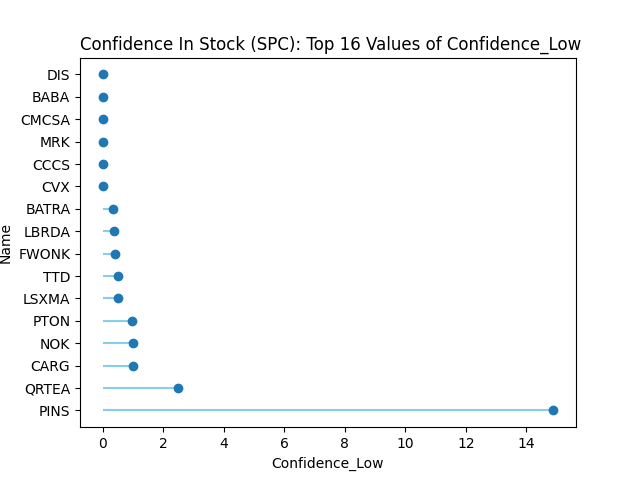 Confidence In Stock (SPC): Top 16 Values of Confidence_Low
DIS
BABA
CMCSA
MRK
CCCS
CVX
BATRA
LBRDA
FWONK
TTD
LSXMA
PTON
NOK
CARG
QRTEA
PINS
Name
0 2 4 6 8 10 12 14
Confidence_Low